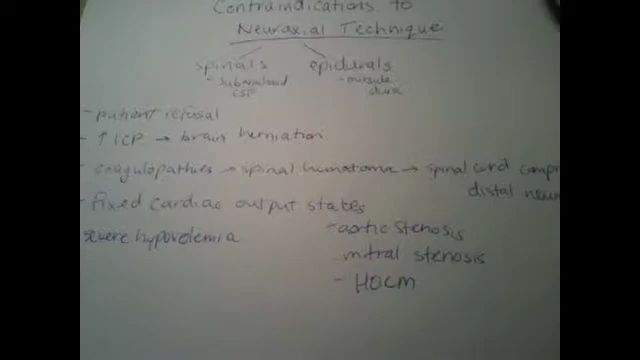 Contraindications to
Neuraxial Technique
spinals epidurals
- subarachnoid - outside
CSF dura
- patient refusal
- ↑ ICP → brain herniation
- coagulopathies → spinal hematoma → spinal cord comp
distal neu
- fixed cardiac output states
severe hypovolemia - aortic stenosis
mitral stenosis
- HOCM